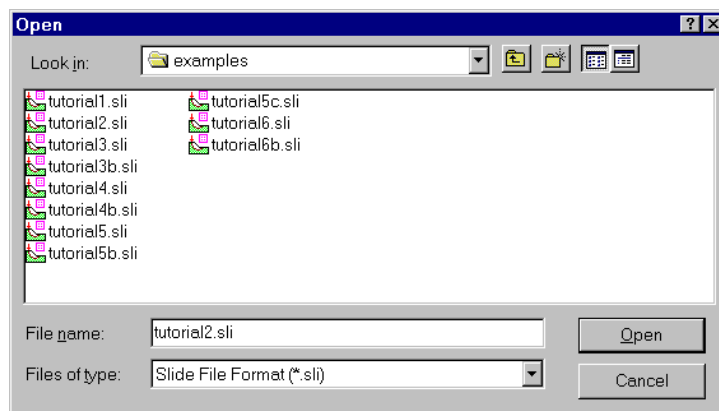 Open
Look in: examples
tutorial1.sli
tutorial2.sli
tutorial3.sli
tutorial3b.sli
tutorial4.sli
tutorial4b.sli
tutorial5.sli
tutorial5b.sli
tutorial5c.sli
tutorial6.sli
tutorial6b.sli
File name: tutorial2.sli Open
Files of type: Slide File Format (*.sli) Cancel